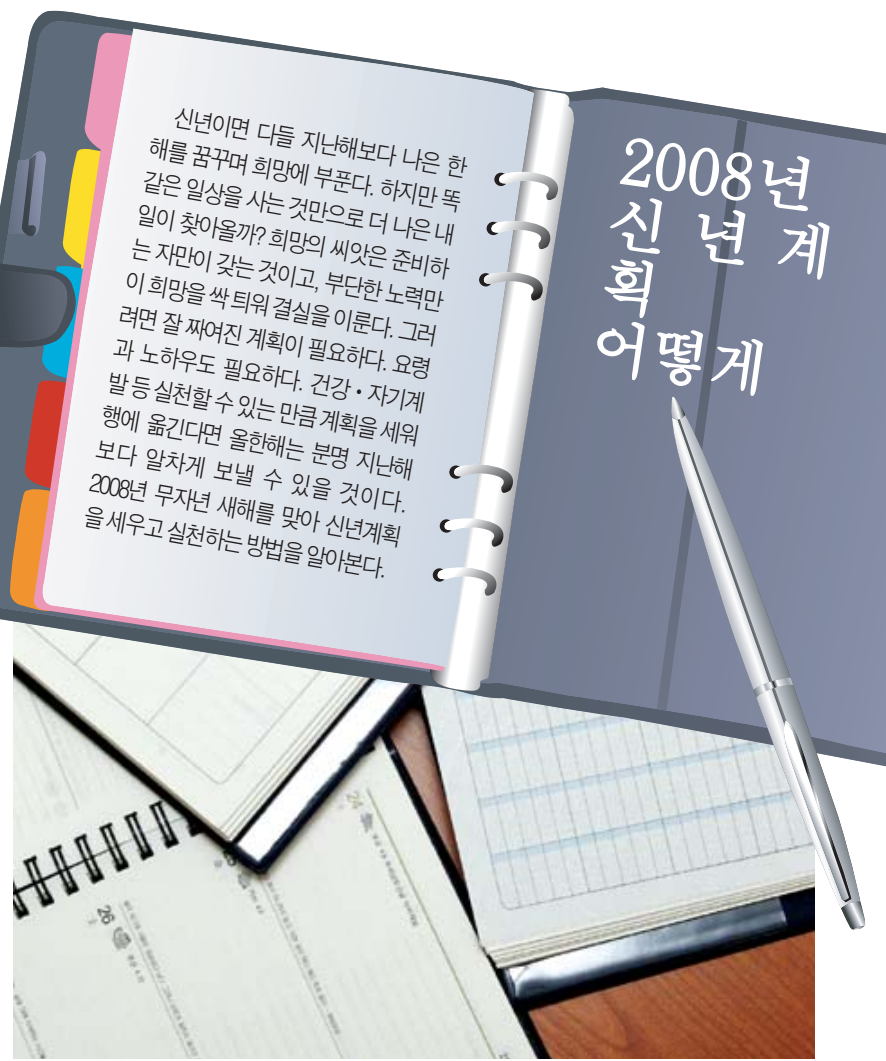 신년이면 다들 지난해보다 나은 한
해를 꿈꾸며 희망에 부푼다. 하지만 똑
같은 일상을 사는 것만으로 더 나은 내
일이 찾아올까? 희망의 씨앗은 준비하
는 자만이 갖는 것이고, 부단한 노력만
이 희망을 싹 틔워 결실을 이룬다. 그러
려면 잘 짜여진 계획이 필요하다. 요령
과 노하우도 필요하다. 건강·자기계
발 등 실천할 수 있는 만큼 계획을 세워
행에 옮긴다면 올한해는 분명 지난해
보다 알차게 보낼 수 있을 것이다.
2008년 무자년 새해를 맞아 신년계획
을 세우고 실천하는 방법을 알아본다.
2008년
신 년 계
획
어떻게
24
26